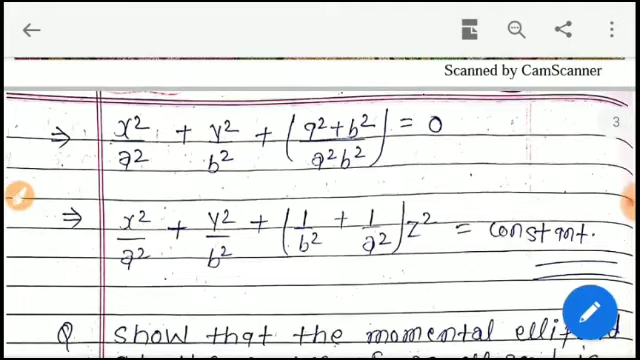 Scanned by CamScanner
3
⇒ x²/a² + y²/b² + ((a²+b²)/(a²b²)) = 0
⇒ x²/a² + y²/b² + (1/b² + 1/a²) z² = constant.
Q Show that the momental